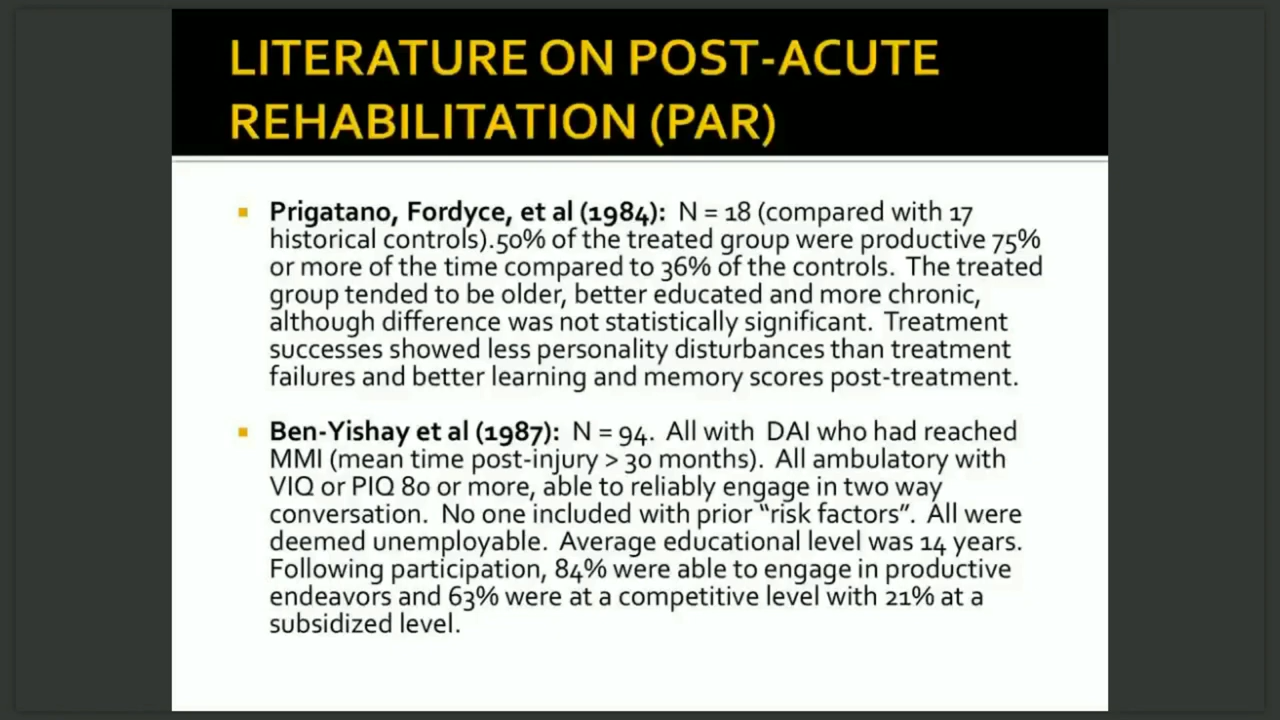 LITERATURE ON POST-ACUTE
REHABILITATION (PAR)
▪ Prigatano, Fordyce, et al (1984): N = 18 (compared with 17
historical controls).50% of the treated group were productive 75%
or more of the time compared to 36% of the controls. The treated
group tended to be older, better educated and more chronic,
although difference was not statistically significant. Treatment
successes showed less personality disturbances than treatment
failures and better learning and memory scores post-treatment.
▪ Ben-Yishay et al (1987): N = 94. All with DAI who had reached
MMI (mean time post-injury > 30 months). All ambulatory with
VIQ or PIQ 80 or more, able to reliably engage in two way
conversation. No one included with prior “risk factors”. All were
deemed unemployable. Average educational level was 14 years.
Following participation, 84% were able to engage in productive
endeavors and 63% were at a competitive level with 21% at a
subsidized level.